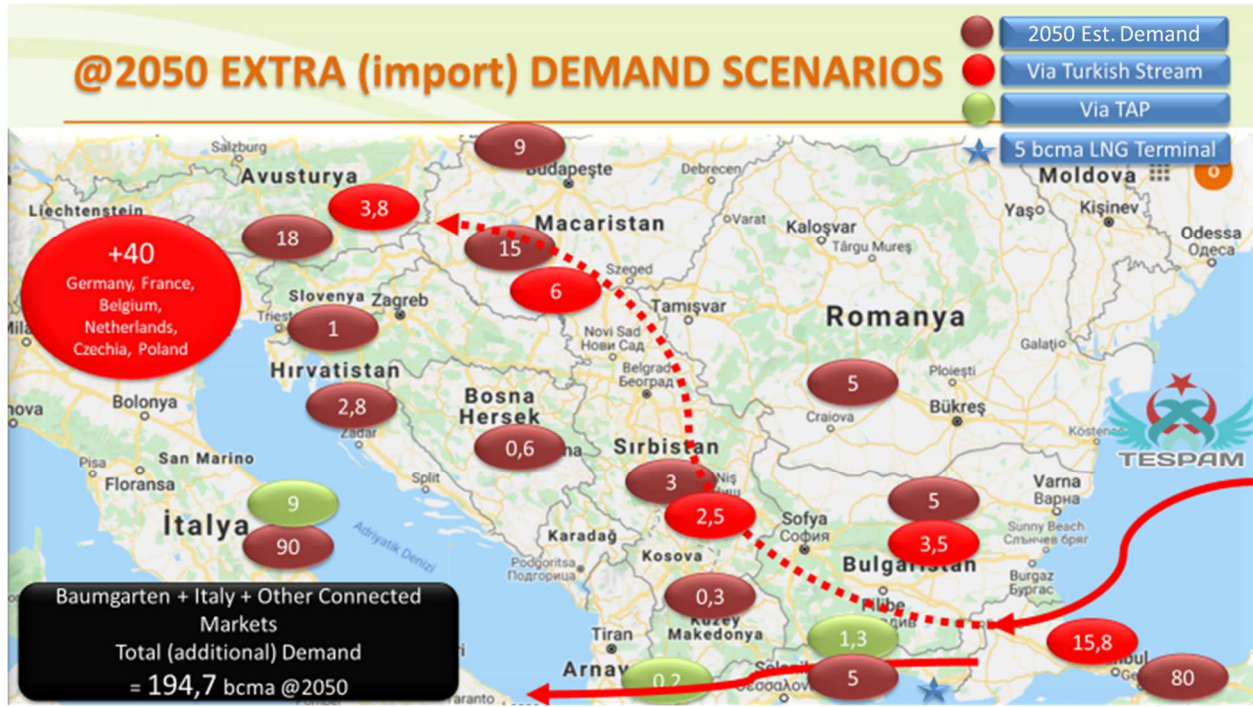 @2050 EXTRA (import) DEMAND SCENARIOS
2050 Est. Demand
Via Turkish Stream
Via TAP
5 bcma LNG Terminal
Salzburg
9
Budapeşte
Debrecen
Moldova
Avusturya
Liechtenstein
3,8
Macaristan
Varat
Kaloşvar
Yaşo
Kişinev
Târgu Mureş
Odessa
Одеса
18
15
+40
Germany, France,
Belgium,
Netherlands,
Czechia, Poland
Szeged
6
Slovenya
Zagreb
Tamışvar
Romanya
1
Novi Sad
Нови Сад
Galaţi
Belgrad
Београд
Hırvatistan
Bolonya
2,8
Zadar
Bosna
Hersek
0,6
5
Ploieşti
Craiova
Bükreş
TESPAM
San Marino
Pisa
Floransa
Split
Sırbistan
3
Niş
2,5
Sofya
София
5
3,5
Varna
Варна
Sunny Beach
Слънчев бряг
9
İtalya
90
Adriyatik Denizi
Karadağ
Podgoritsa
Подгорица
Kosova
Bulgaristan
Burgaz
Бургас
0,3
Kuzey
Makedonya
Filibe
1,3
15,8
Tiran
Arnav
0,2
5
80
Baumgarten + Italy + Other Connected
Markets
Total (additional) Demand
= 194,7 bcma @2050